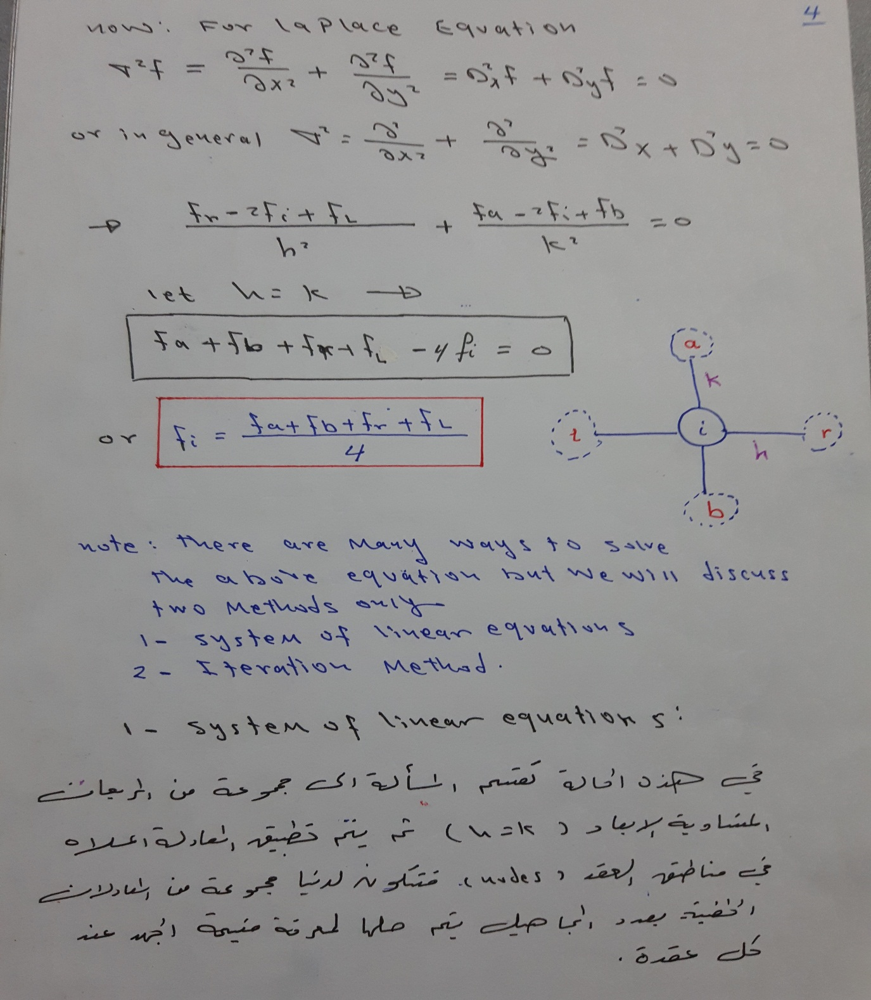 4
now: For laplace Equation
∇²f = ∂²f/∂x² + ∂²f/∂y² = D²xf + D²yf = 0
or in general ∇² = ∂²/∂x² + ∂²/∂y² = D²x + D²y = 0
→ (fr - 2fi + fL)/h² + (fa - 2fi + fb)/k² = 0
let h = k →
fa + fb + fr + fL - 4fi = 0
or fi = (fa + fb + fr + fL)/4
a
k
l i r
h
b
note: there are many ways to solve
the above equation but we will discuss
two methods only
1- system of linear equations
2- Iteration Method.
1- system of linear equations:
في هذه الحالة تقسم المسألة الى مجموعة من المربعات
المتساوية الابعاد (h=k) ثم يتم تطبيق المعادلة اعلاه
في مناطق العقد (nodes). فتتكون لدينا مجموعة من المعادلات
الخطية بعدد المجاهيل يتم حلها لمعرفة قيمة الجهد عند
كل عقدة.